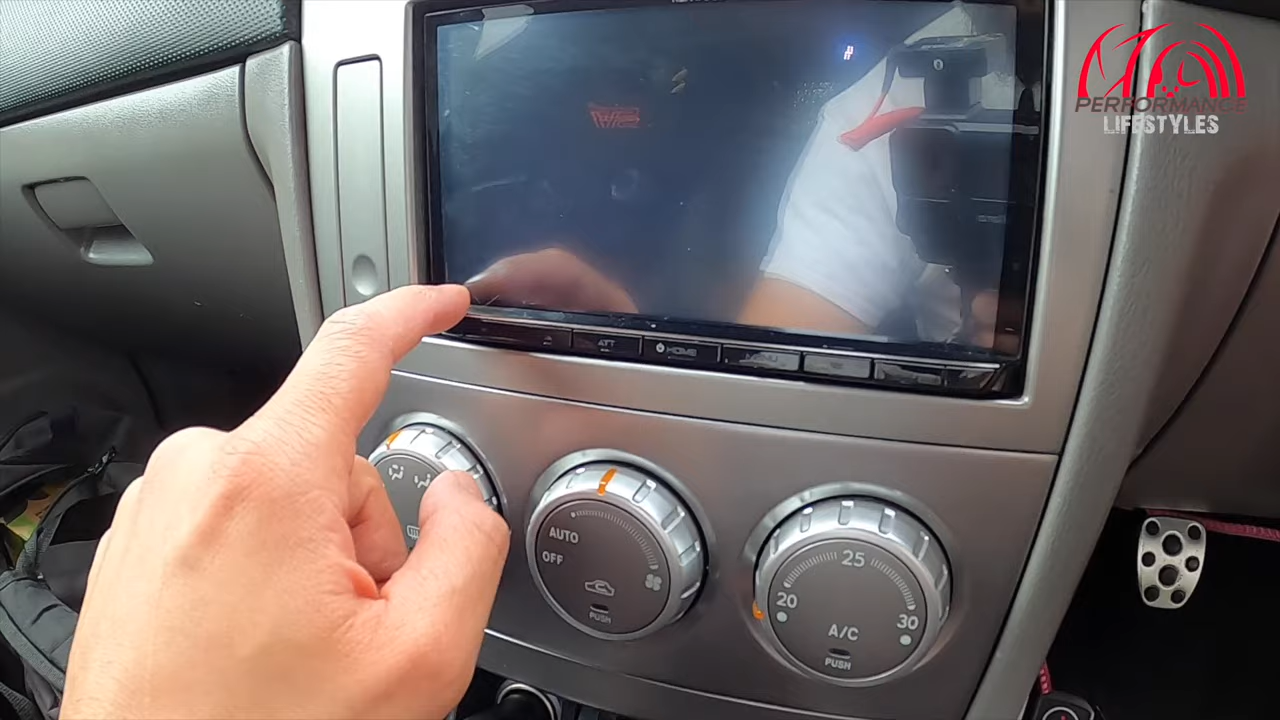 PERFORMANCE
LIFESTYLES
ATT
HOME
MENU
AUTO
OFF
PUSH
25
20
30
A/C
PUSH